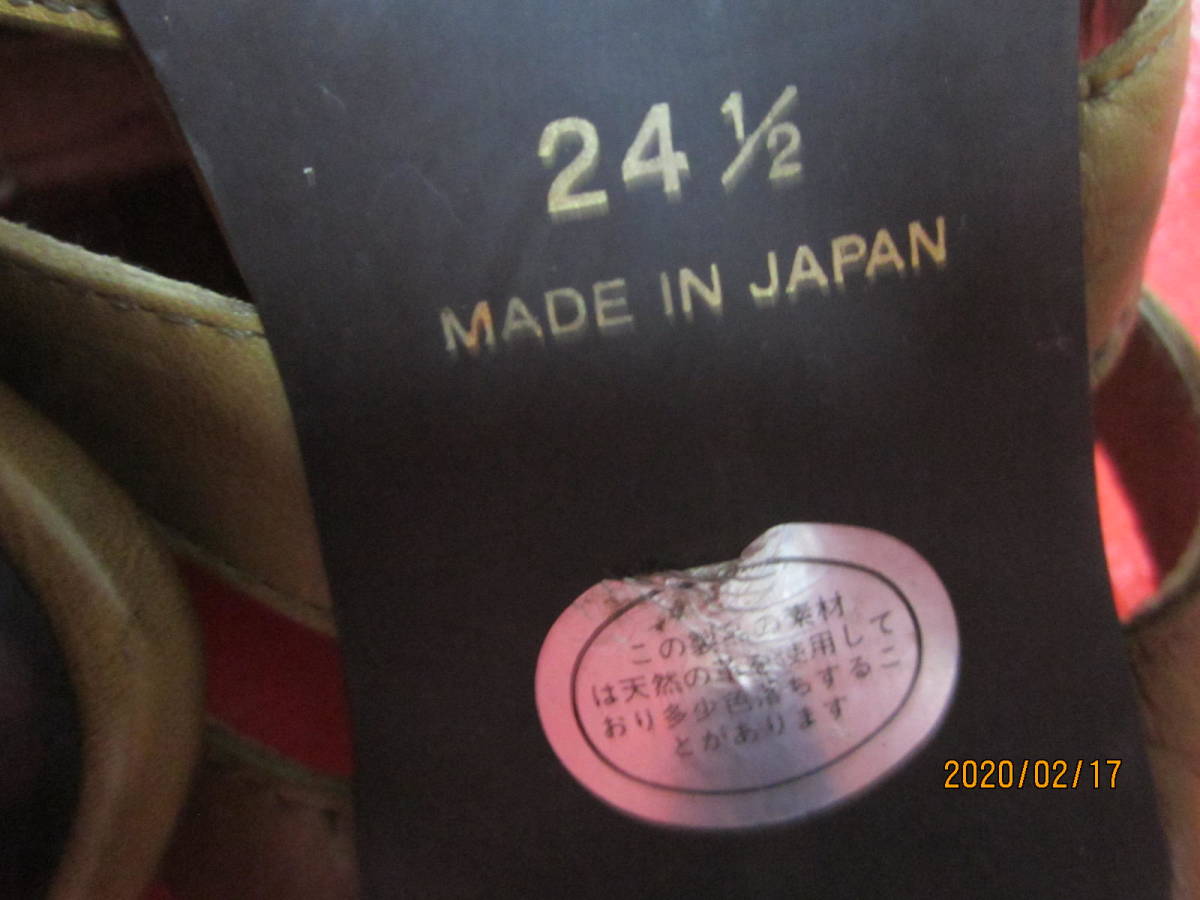 24 ½
MADE IN JAPAN
この製品の素材
は天然の革を使用して
おり多少色落ちするこ
とがあります
2020/02/17